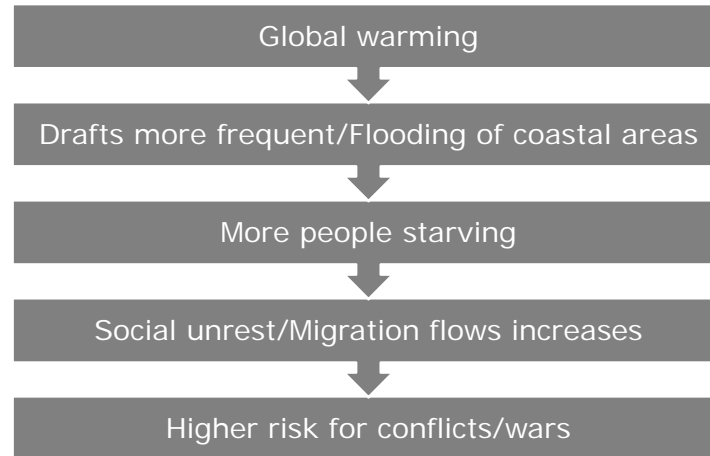 Global warming
Drafts more frequent/Flooding of coastal areas
More people starving
Social unrest/Migration flows increases
Higher risk for conflicts/wars